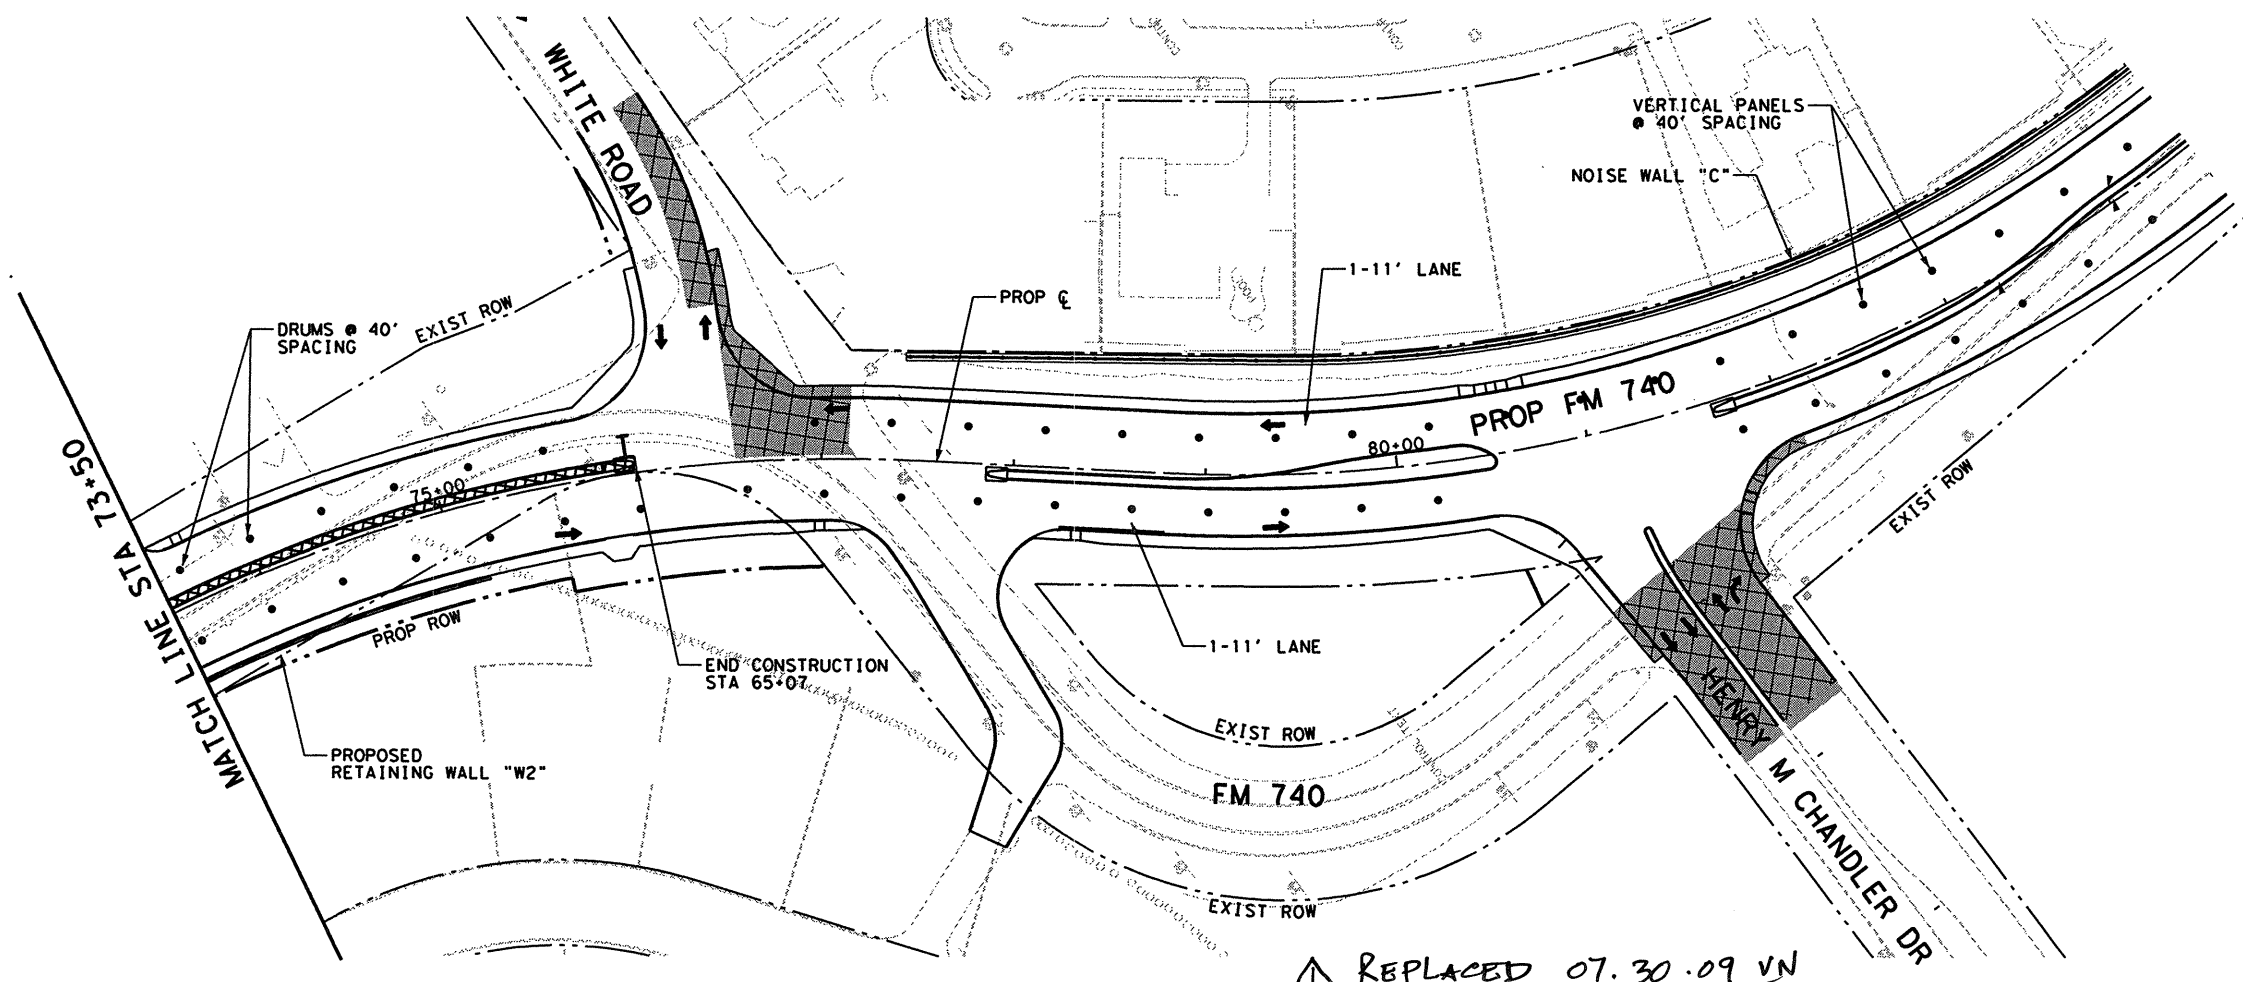 WHITE ROAD
VERTICAL PANELS
@ 40' SPACING
NOISE WALL "C"
1-11' LANE
PROP ℄
POOL
EXIST ROW
DRUMS @ 40'
SPACING
PROP FM 740
80+00
75+00
MATCH LINE STA 73+50
EXIST ROW
PROP ROW
1-11' LANE
END CONSTRUCTION
STA 65+07
PROPOSED
RETAINING WALL "W2"
EXIST ROW
FM 740
EXIST ROW
HENRY M CHANDLER DR
1 REPLACED 07.30.09 VN